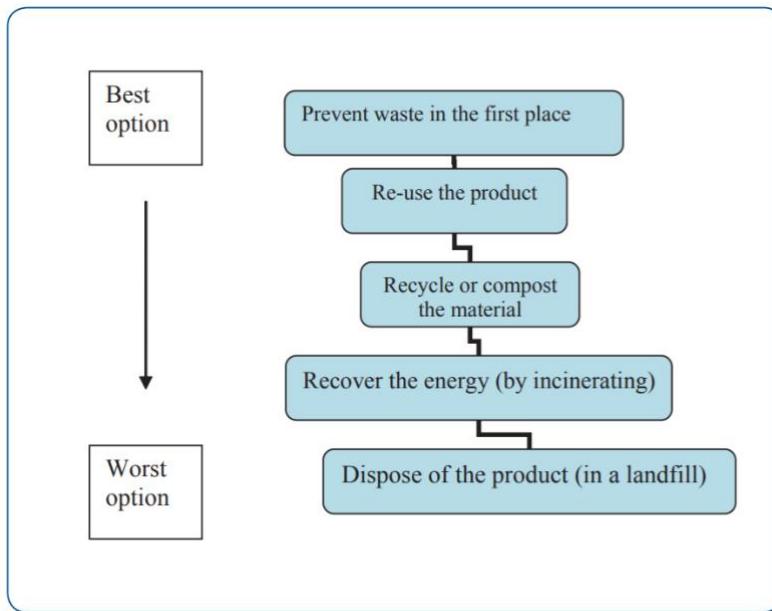 Best
option
Prevent waste in the first place
Re-use the product
Recycle or compost
the material
Recover the energy (by incinerating)
Worst
option
Dispose of the product (in a landfill)